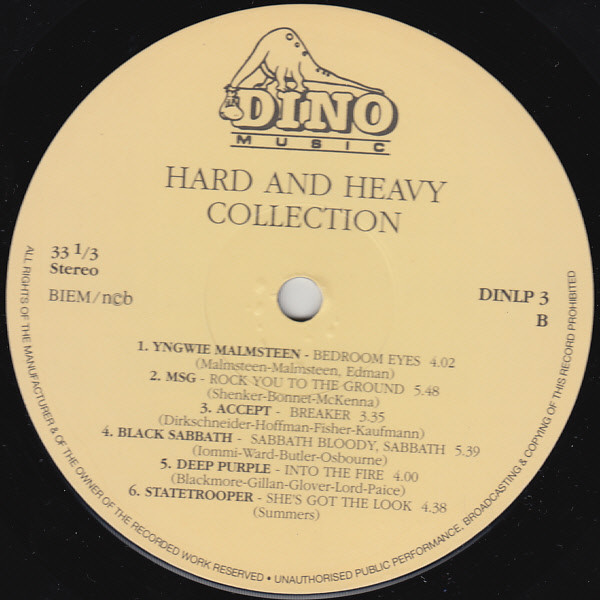 DINO
MUSIC
HARD AND HEAVY
COLLECTION
33 1/3
Stereo
BIEM/n©b
DINLP 3
B
1. YNGWIE MALMSTEEN - BEDROOM EYES 4.02
(Malmsteen-Malmsteen, Edman)
2. MSG - ROCK YOU TO THE GROUND 5.48
(Shenker-Bonnet-McKenna)
3. ACCEPT - BREAKER 3.35
(Dirkschneider-Hoffman-Fisher-Kaufmann)
4. BLACK SABBATH - SABBATH BLOODY, SABBATH 5.39
(Iommi-Ward-Butler-Osbourne)
5. DEEP PURPLE - INTO THE FIRE 4.00
(Blackmore-Gillan-Glover-Lord-Paice)
6. STATETROOPER - SHE'S GOT THE LOOK 4.38
(Summers)
ALL RIGHTS OF THE MANUFACTURER & OF THE OWNER OF THE RECORDED WORK RESERVED • UNAUTHORISED PUBLIC PERFORMANCE, BROADCASTING & COPYING OF THIS RECORD PROHIBITED